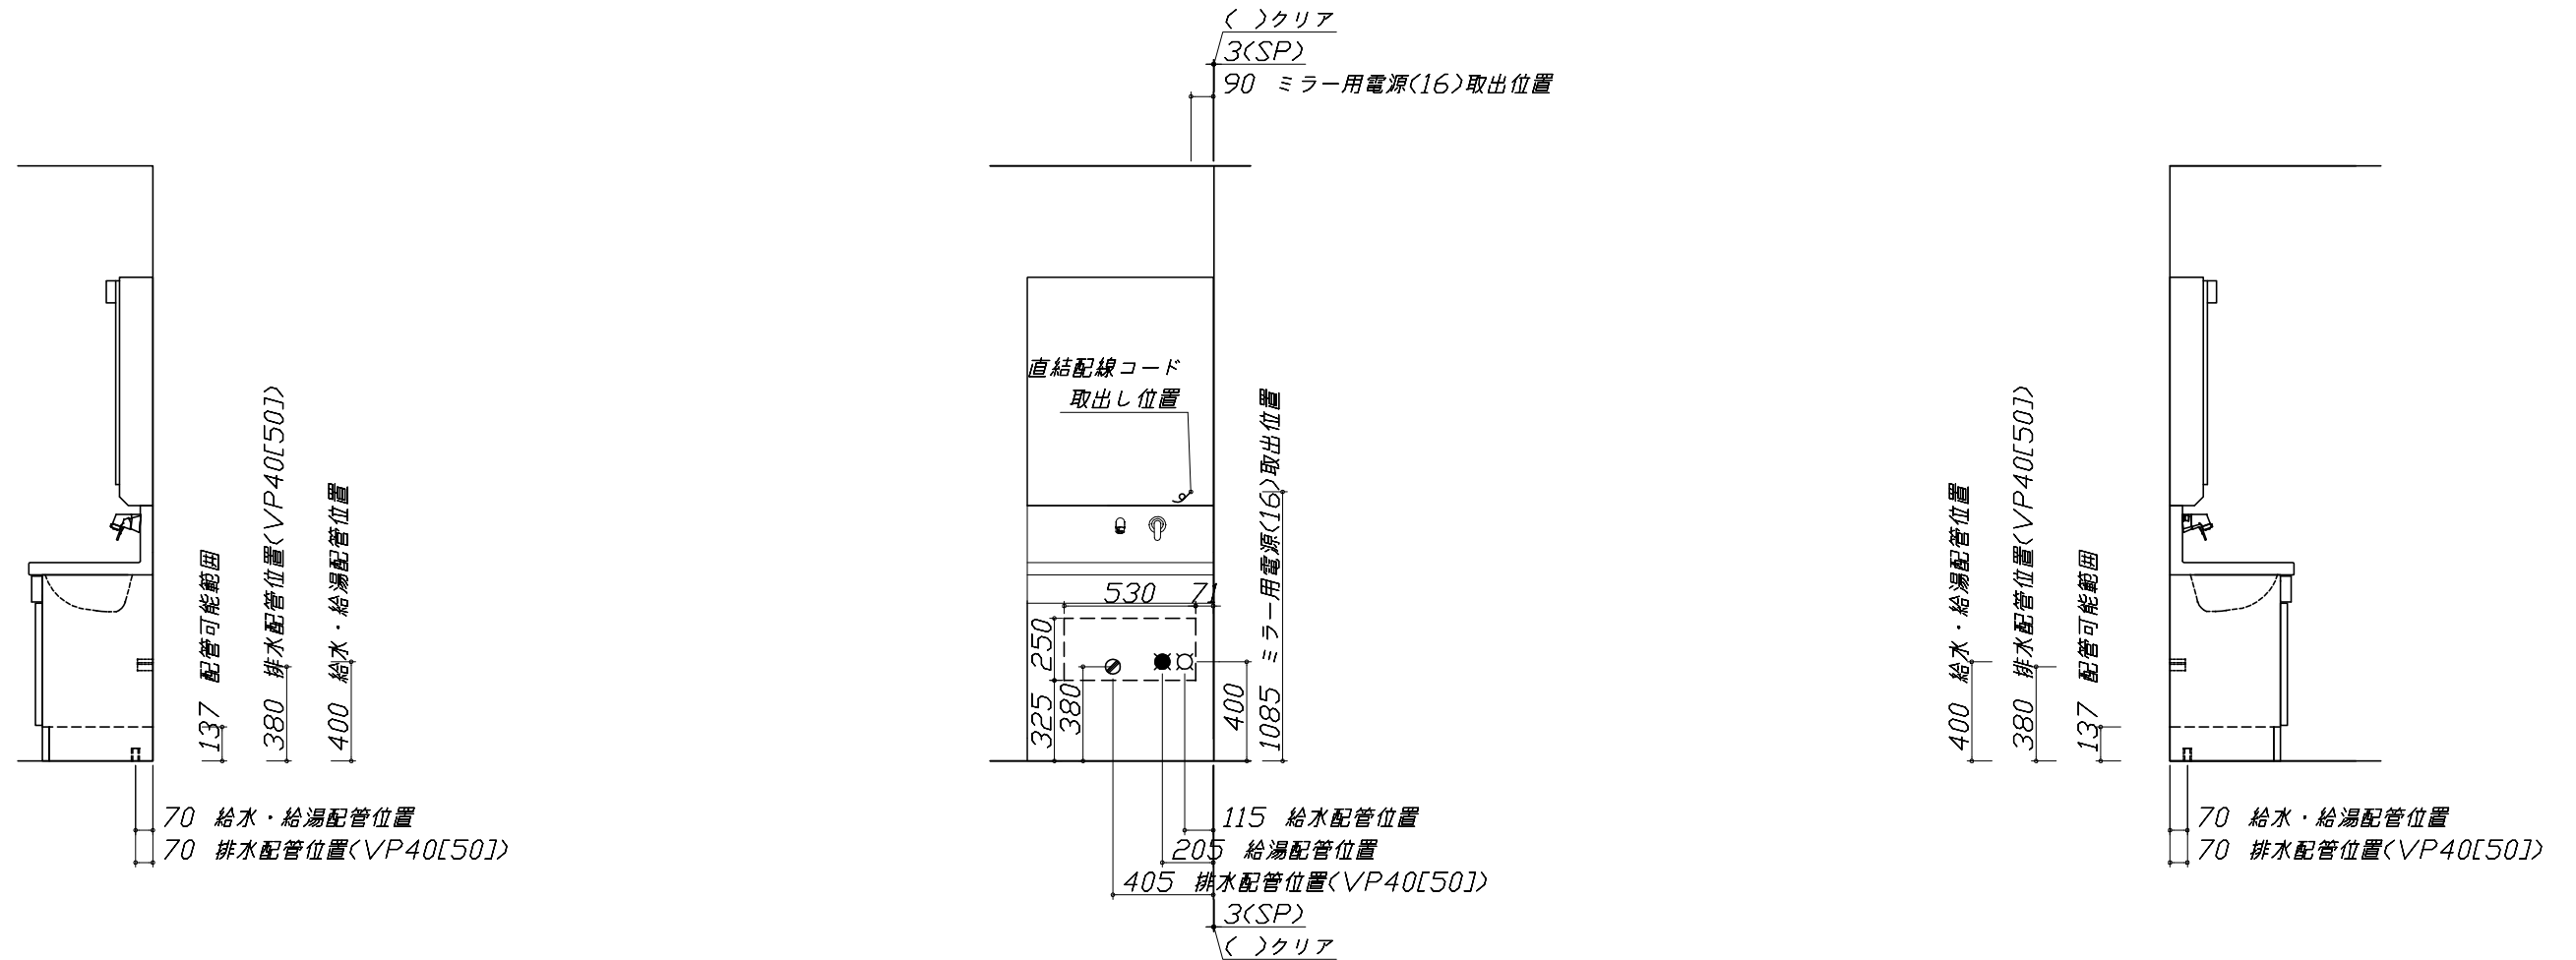 ( )クリア
3(SP)
90 ミラー用電源(16)取出位置
直結配線コード
取出し位置
137 配管可能範囲
380 排水配管位置(VP40[50])
400 給水・給湯配管位置
70 給水・給湯配管位置
70 排水配管位置(VP40[50])
530
71
250
325
380
400
1085 ミラー用電源(16)取出位置
115 給水配管位置
205 給湯配管位置
405 排水配管位置(VP40[50])
3(SP)
( )クリア
400 給水・給湯配管位置
380 排水配管位置(VP40[50])
137 配管可能範囲
70 給水・給湯配管位置
70 排水配管位置(VP40[50])